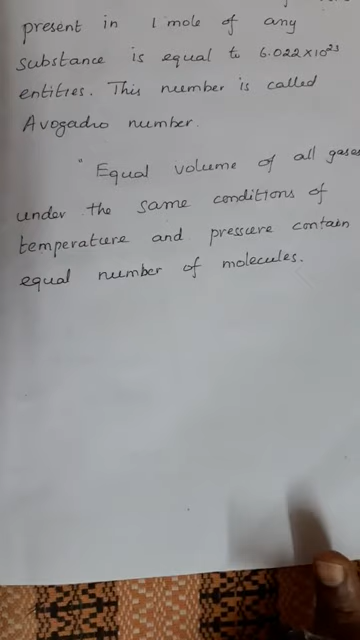 present in 1 mole of any
substance is equal to 6.022×10²³
entities. This number is called
Avogadro number.
" Equal volume of all gases
under the same conditions of
temperature and pressure contain
equal number of molecules.